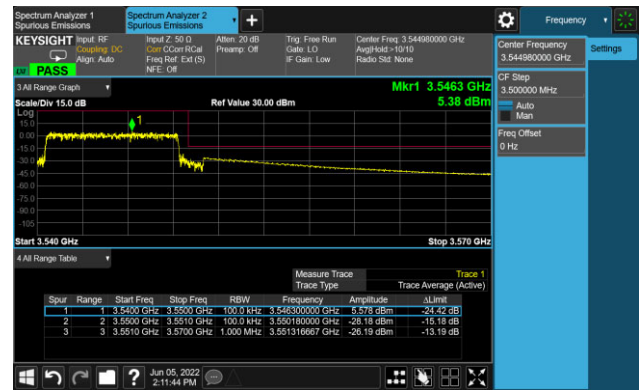 Spectrum Analyzer 1
Spurious Emissions
Spectrum Analyzer 2
Spurious Emissions
Frequency
KEYSIGHT
Input: RF
Coupling: DC
Align: Auto
Input Z: 50 Ω
Corr CCorr RCal
Freq Ref: Ext (S)
NFE: Off
Atten: 20 dB
Preamp: Off
Trig: Free Run
Gate: LO
IF Gain: Low
Center Freq: 3.544980000 GHz
Avg|Hold:>10/10
Radio Std: None
PASS
Center Frequency
3.544980000 GHz
Settings
CF Step
3.500000 MHz
Auto
Man
Freq Offset
0 Hz
3 All Range Graph
Mkr1 3.5463 GHz
Scale/Div 15.0 dB
Ref Value 30.00 dBm
5.38 dBm
Log
15.0
0.00
-15.0
-30.0
-45.0
-60.0
-75.0
-90.0
-105
1
Start 3.540 GHz
Stop 3.570 GHz
4 All Range Table
Measure Trace Trace 1
Trace Type Trace Average (Active)
Spur Range Start Freq Stop Freq RBW Frequency Amplitude ΔLimit
1 1 3.5400 GHz 3.5500 GHz 100.0 kHz 3.546300000 GHz 5.578 dBm -24.42 dB
2 2 3.5500 GHz 3.5510 GHz 100.0 kHz 3.550180000 GHz -28.18 dBm -15.18 dB
3 3 3.5510 GHz 3.5700 GHz 1.000 MHz 3.551316667 GHz -26.19 dBm -13.19 dB
?
Jun 05, 2022
2:11:44 PM